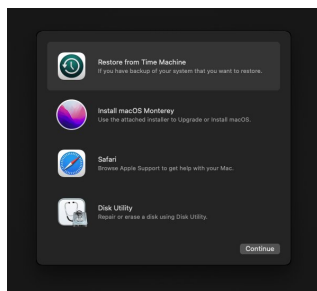 Restore from Time Machine
If you have backup of your system that you want to restore.
Install macOS Monterey
Use the attached Installer to Upgrade or Install macOS.
Safari
Browse Apple Support to get help with your Mac.
Disk Utility
Repair or erase a disk using Disk Utility.
Continue